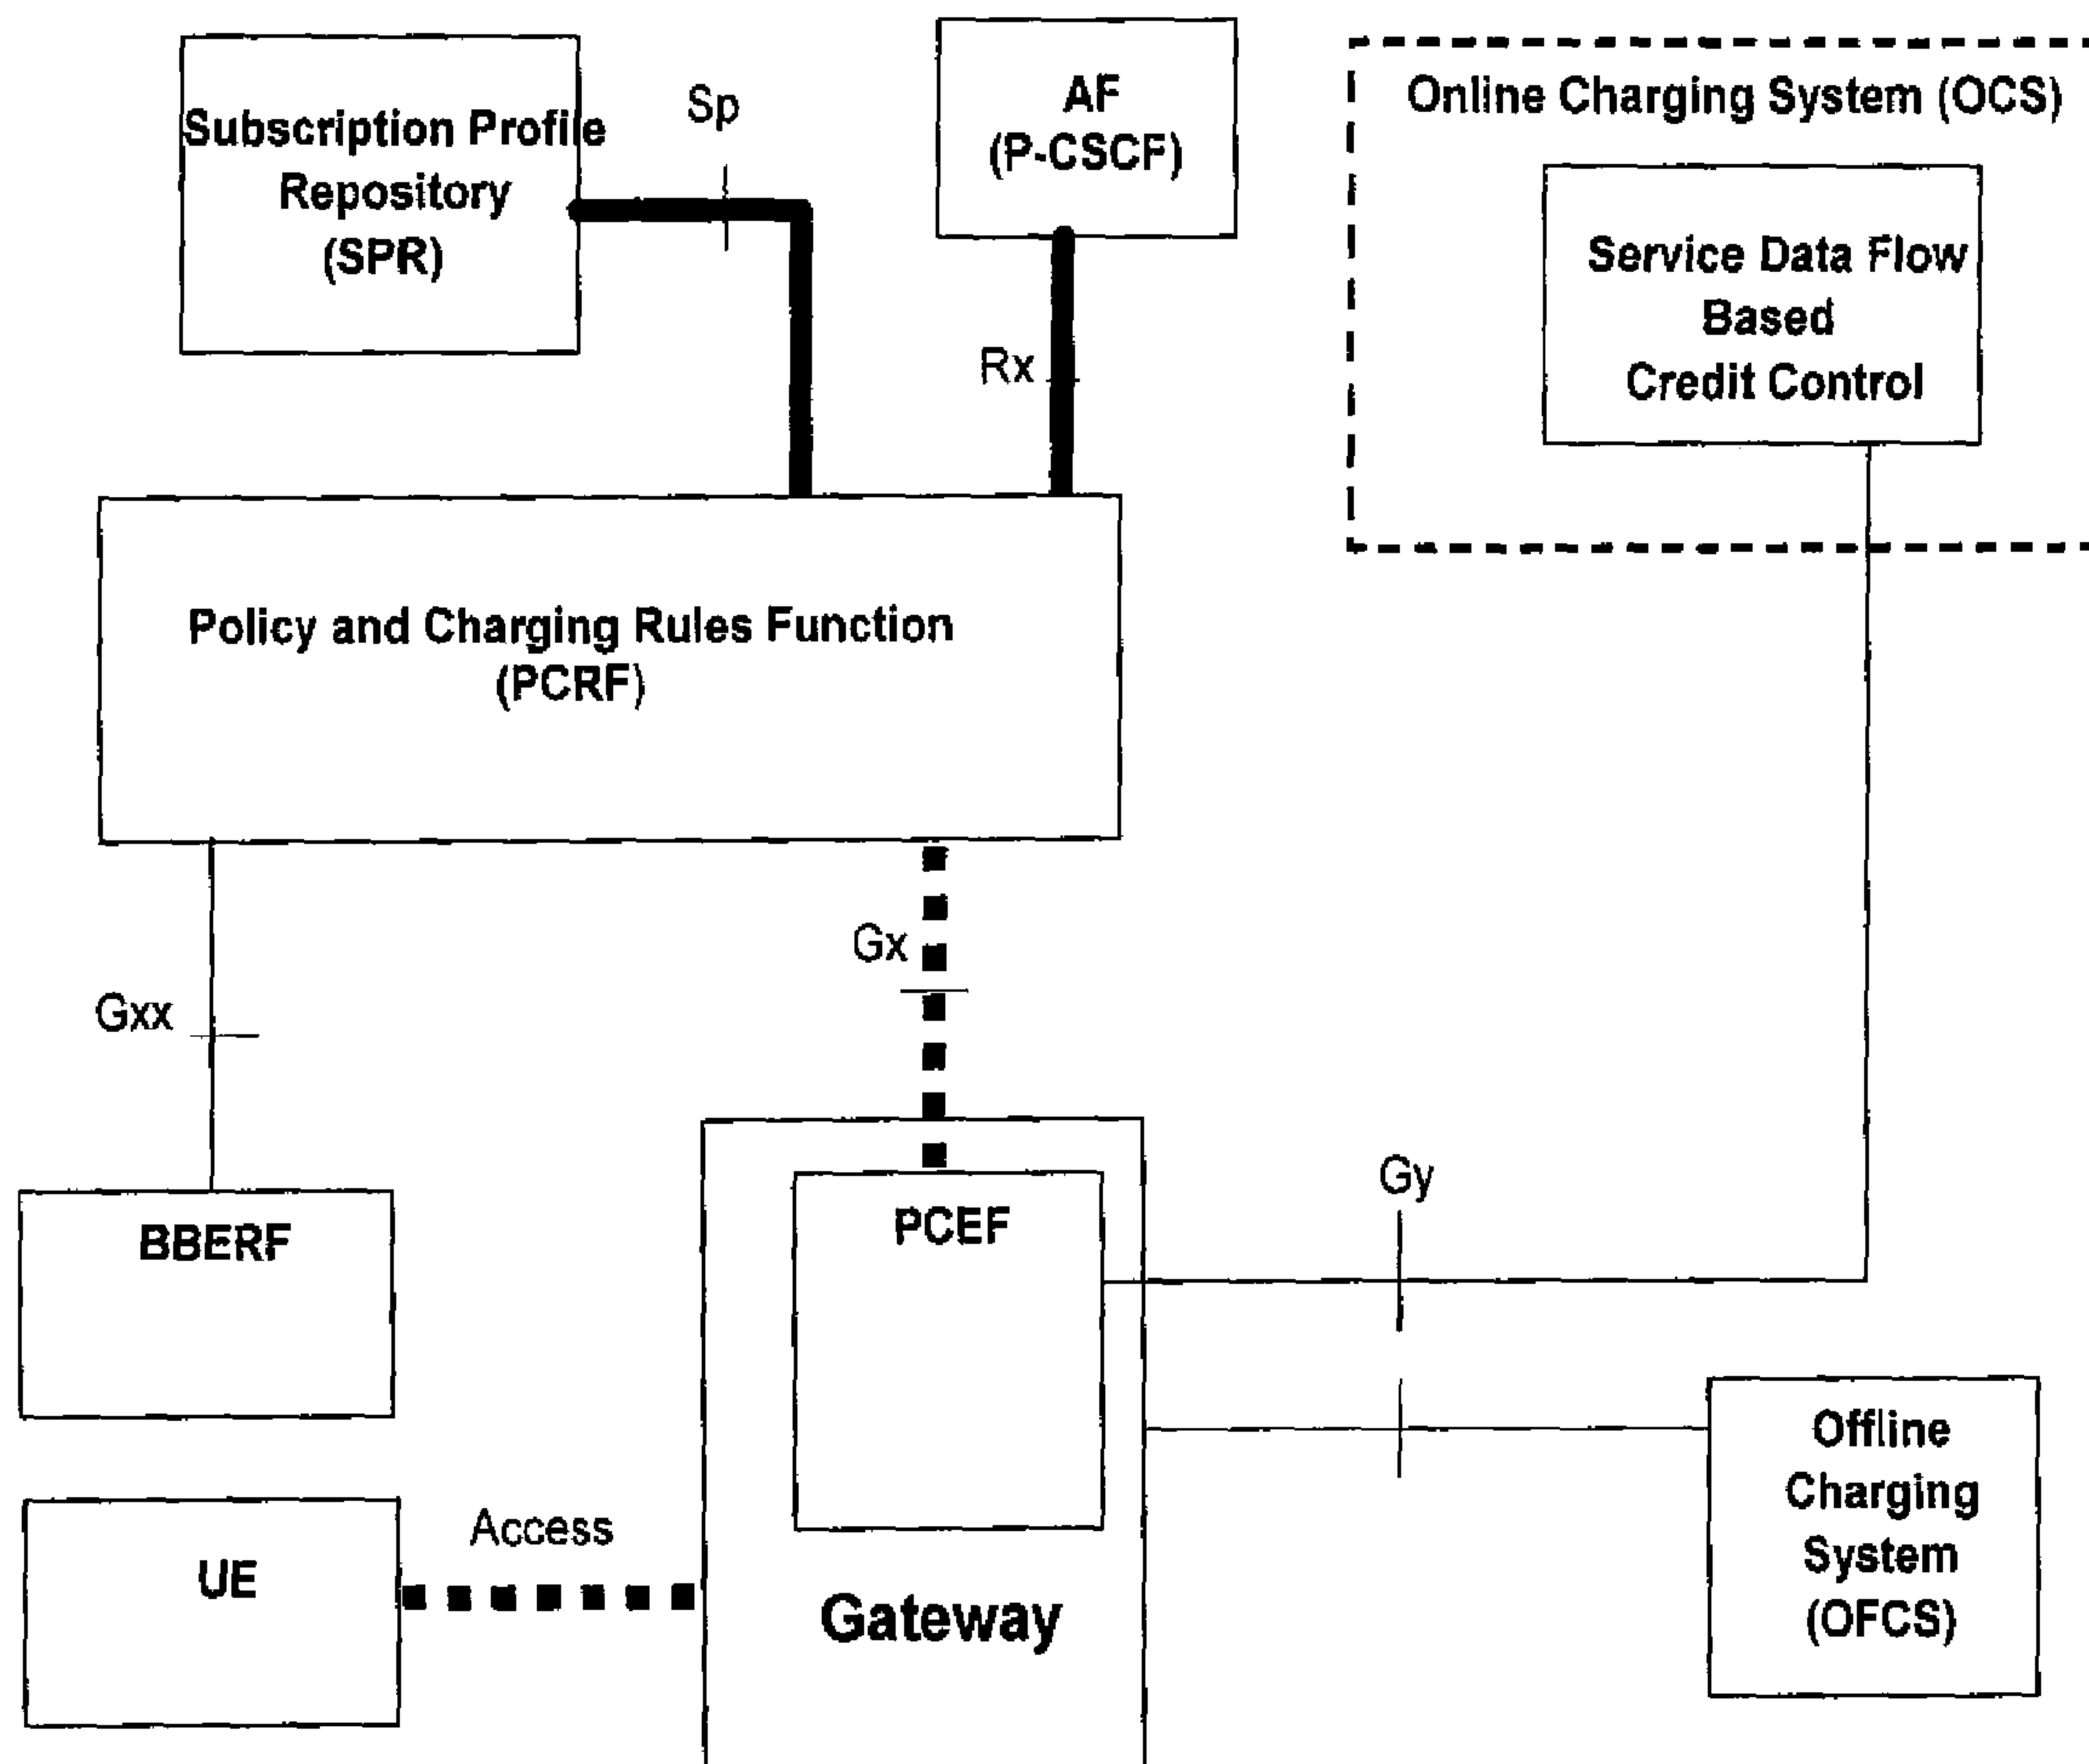 Subscription Profile
Repository
(SPR)
Sp
AF
(P-CSCF)
Rx
Online Charging System (OCS)
Service Data Flow
Based
Credit Control
Policy and Charging Rules Function
(PCRF)
Gxx
Gx
BBERF
PCEF
Gy
UE
Access
Gateway
Offline
Charging
System
(OFCS)